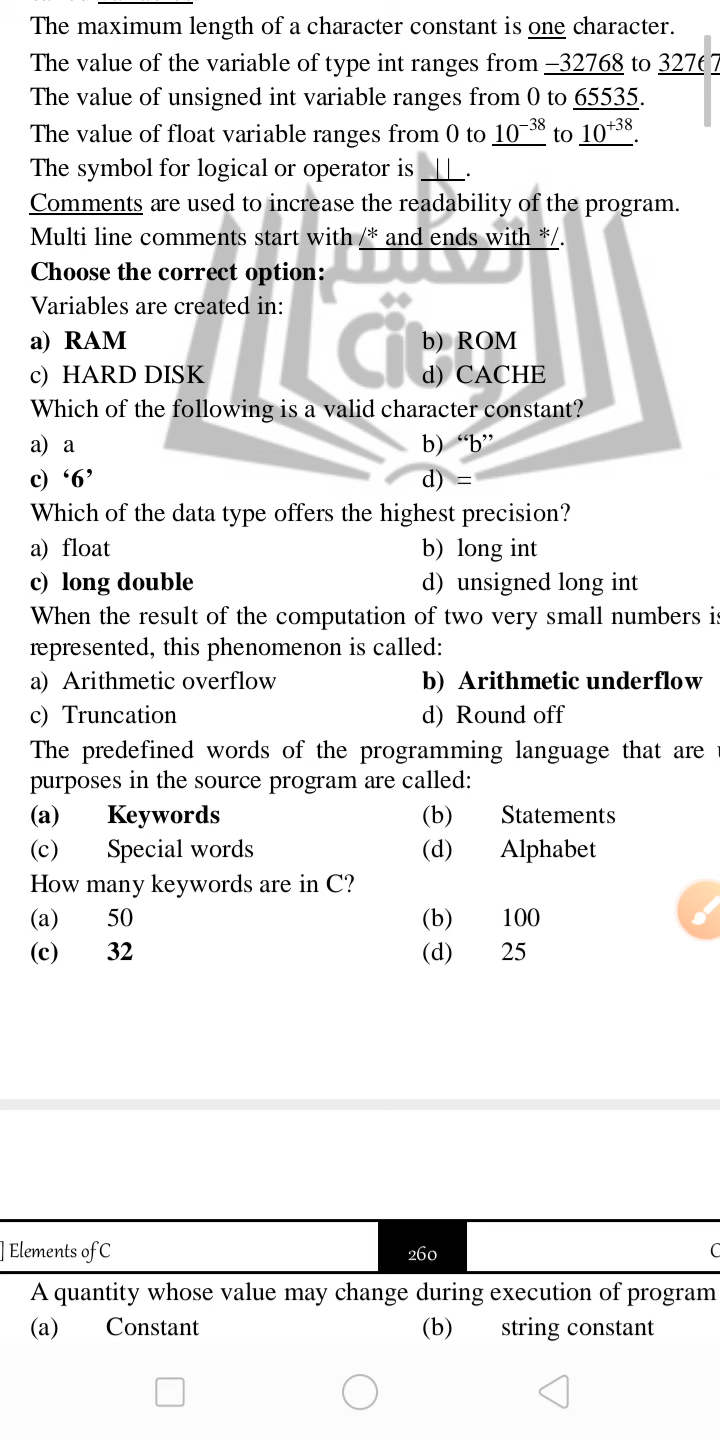 The maximum length of a character constant is one character.
The value of the variable of type int ranges from –32768 to 32767
The value of unsigned int variable ranges from 0 to 65535.
The value of float variable ranges from 0 to 10⁻³⁸ to 10⁺³⁸.
The symbol for logical or operator is || .
Comments are used to increase the readability of the program.
Multi line comments start with /* and ends with */.
Choose the correct option:
Variables are created in:
a) RAM b) ROM
c) HARD DISK d) CACHE
Which of the following is a valid character constant?
a) a b) “b”
c) ‘6’ d) =
Which of the data type offers the highest precision?
a) float b) long int
c) long double d) unsigned long int
When the result of the computation of two very small numbers is
represented, this phenomenon is called:
a) Arithmetic overflow b) Arithmetic underflow
c) Truncation d) Round off
The predefined words of the programming language that are
purposes in the source program are called:
(a) Keywords (b) Statements
(c) Special words (d) Alphabet
How many keywords are in C?
(a) 50 (b) 100
(c) 32 (d) 25
تعلیم
City
] Elements of C 260 C
A quantity whose value may change during execution of program
(a) Constant (b) string constant